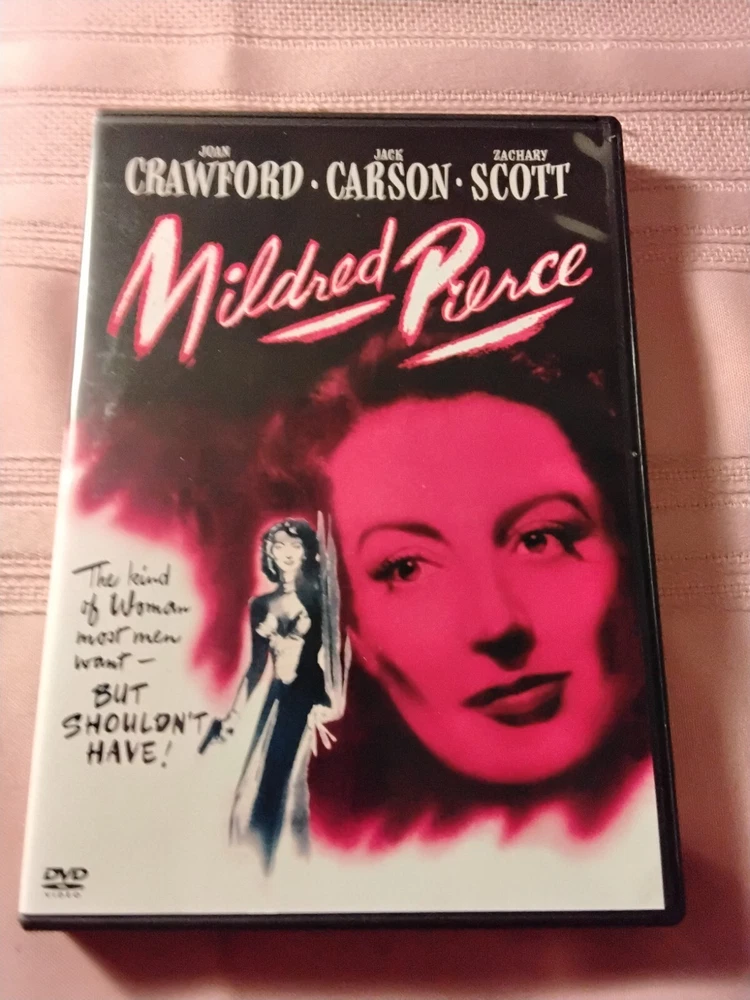 JOAN JACK ZACHARY
CRAWFORD · CARSON · SCOTT
Mildred Pierce
The kind
of Woman
most men
want —
BUT
SHOULDN'T
HAVE!
DVD
VIDEO